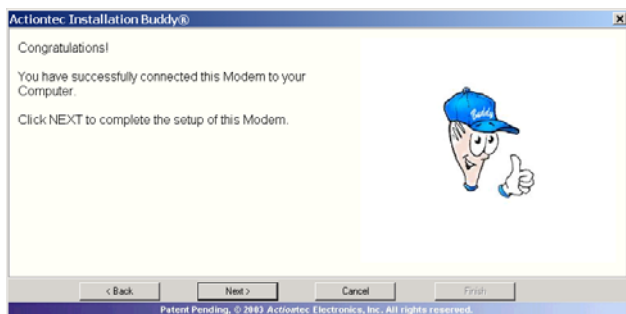 Actiontec Installation Buddy®
Congratulations!
You have successfully connected this Modem to your
Computer.
Click NEXT to complete the setup of this Modem.
Buddy
< Back
Next >
Cancel
Finish
Patent Pending, © 2003 Actiontec Electronics, Inc. All rights reserved.